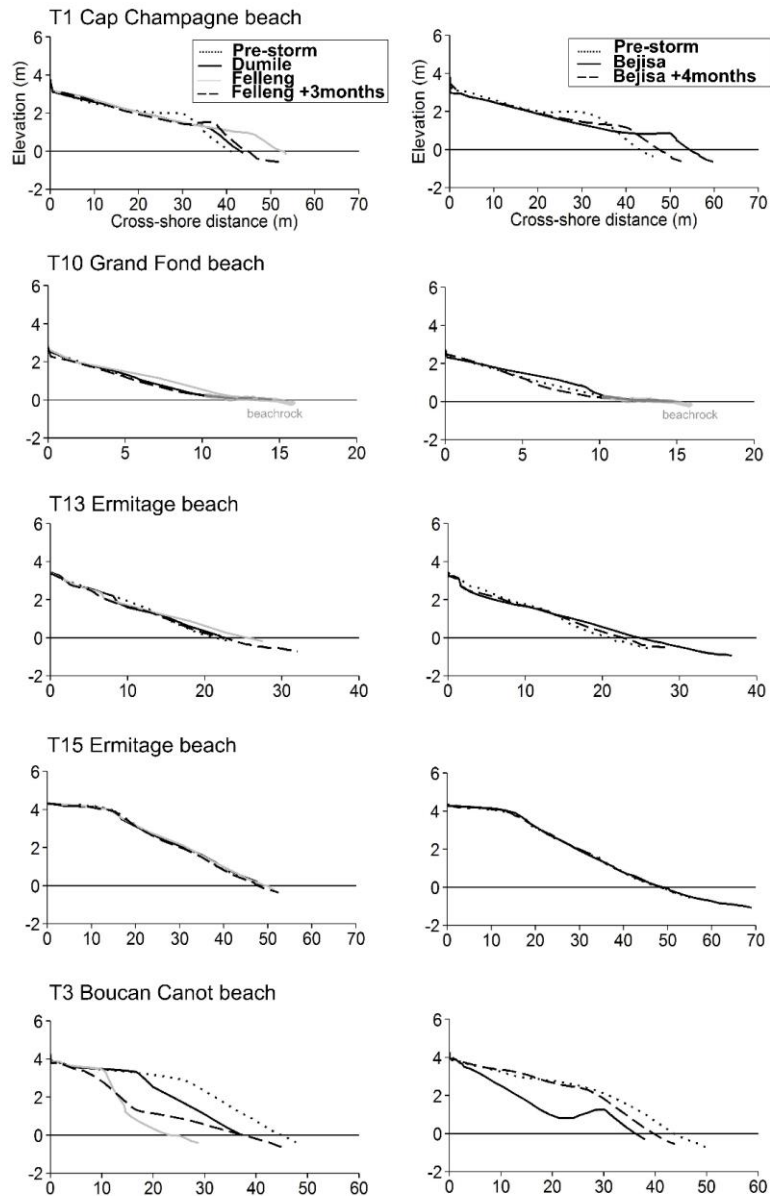 T1 Cap Champagne beach
Elevation (m)
6
4
2
0
-2
Pre-storm
Dumile
Felleng
Felleng +3months
0 10 20 30 40 50 60 70
Cross-shore distance (m)
Elevation (m)
6
4
2
0
-2
Pre-storm
Bejisa
Bejisa +4months
0 10 20 30 40 50 60 70
Cross-shore distance (m)
T10 Grand Fond beach
6
4
2
0
-2
beachrock
0 5 10 15 20
6
4
2
0
-2
beachrock
0 5 10 15 20
T13 Ermitage beach
6
4
2
0
-2
0 10 20 30 40
6
4
2
0
-2
0 10 20 30 40
T15 Ermitage beach
6
4
2
0
-2
0 10 20 30 40 50 60 70
6
4
2
0
-2
0 10 20 30 40 50 60 70
T3 Boucan Canot beach
6
4
2
0
-2
0 10 20 30 40 50 60
6
4
2
0
-2
0 10 20 30 40 50 60